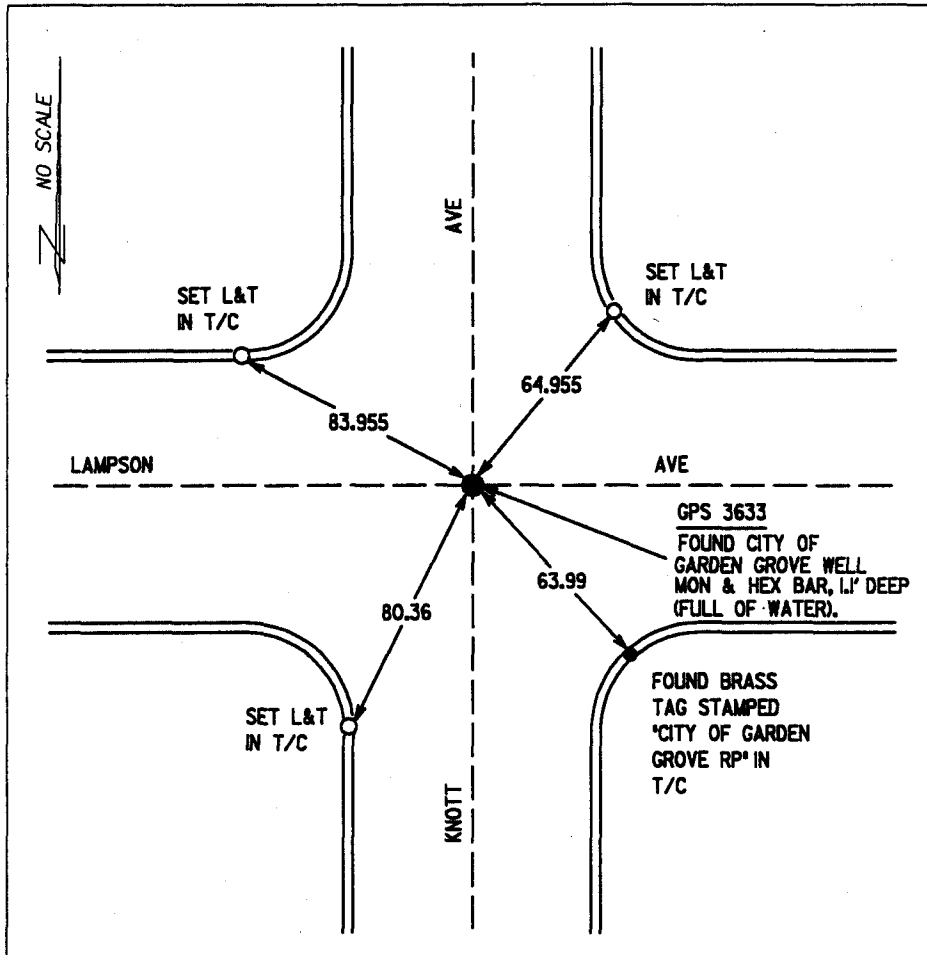 NO SCALE
N
AVE
SET L&T
IN T/C
SET L&T
IN T/C
64.955
83.955
LAMPSON
AVE
GPS 3633
FOUND CITY OF
GARDEN GROVE WELL
MON & HEX BAR, 1.1' DEEP
(FULL OF WATER).
63.99
80.36
SET L&T
IN T/C
FOUND BRASS
TAG STAMPED
"CITY OF GARDEN
GROVE RP" IN
T/C
KNOTT